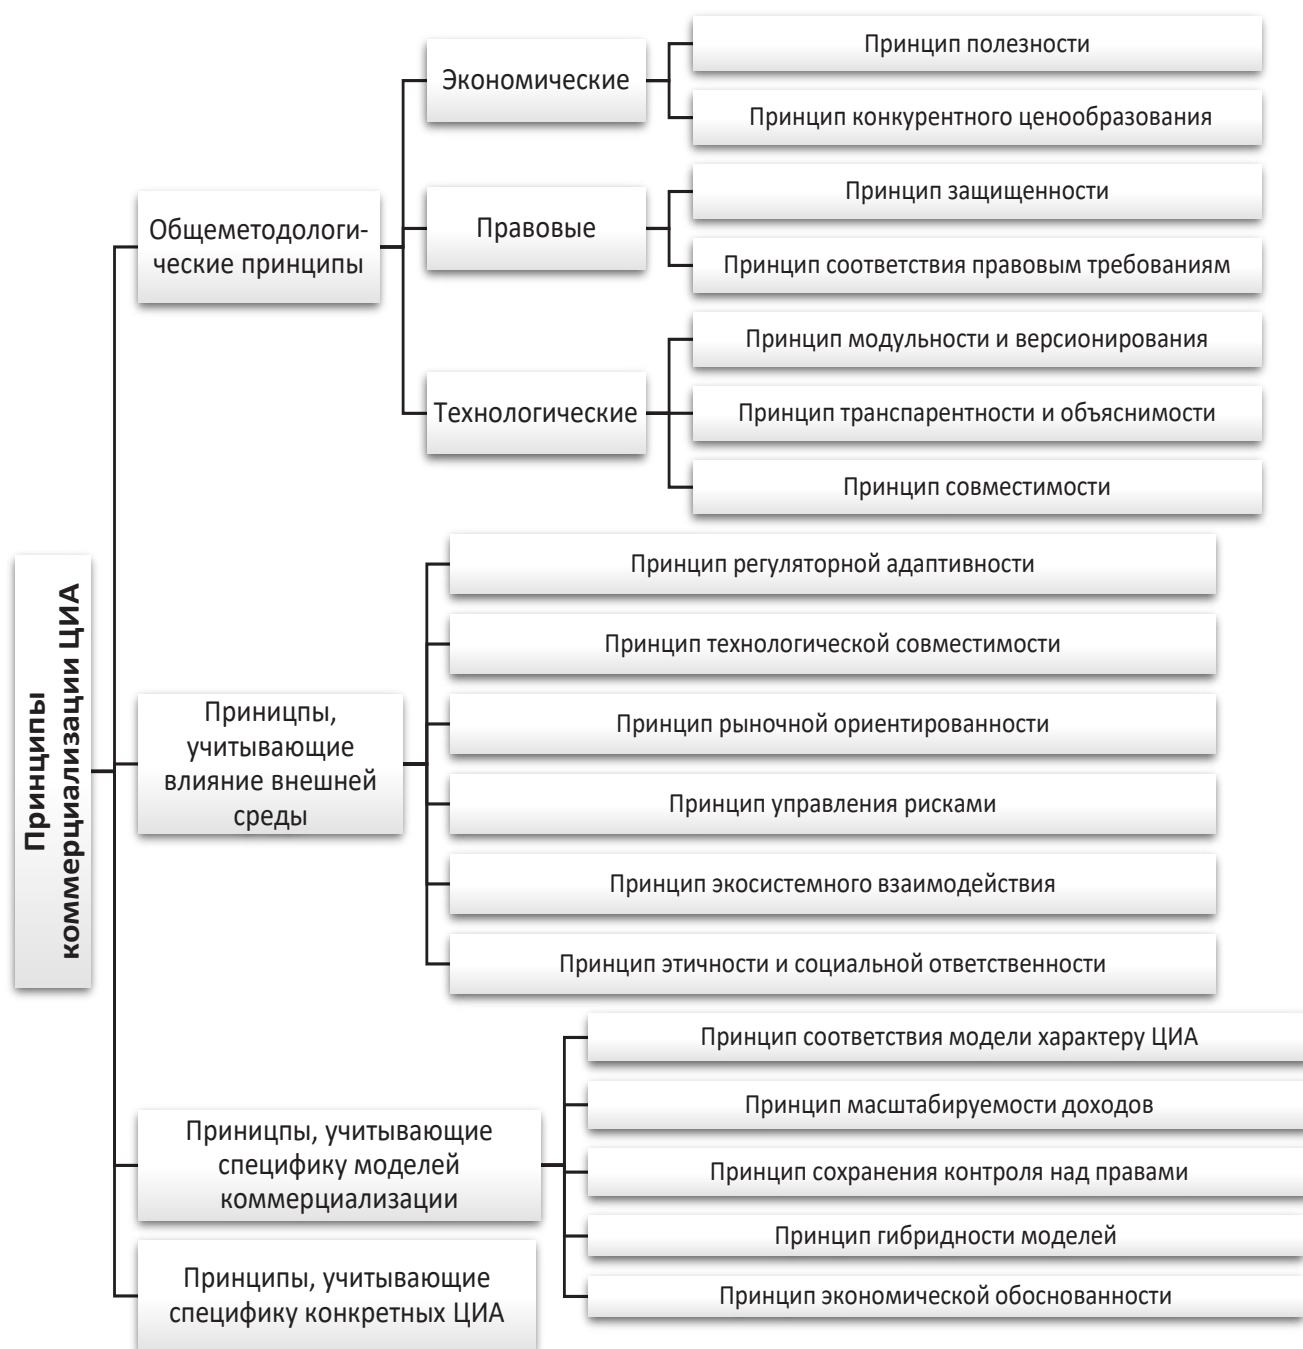 Принципы
коммерциализации ЦИА
Общеметодологи-
ческие принципы
Экономические
Принцип полезности
Принцип конкурентного ценообразования
Правовые
Принцип защищенности
Принцип соответствия правовым требованиям
Технологические
Принцип модульности и версионирования
Принцип транспарентности и объяснимости
Принцип совместимости
Приницпы,
учитывающие
влияние внешней
среды
Принцип регуляторной адаптивности
Принцип технологической совместимости
Принцип рыночной ориентированности
Принцип управления рисками
Принцип экосистемного взаимодействия
Принцип этичности и социальной ответственности
Приницпы, учитывающие
специфику моделей
коммерциализации
Принцип соответствия модели характеру ЦИА
Принцип масштабируемости доходов
Принцип сохранения контроля над правами
Принцип гибридности моделей
Принцип экономической обоснованности
Принципы, учитывающие
специфику конкретных ЦИА